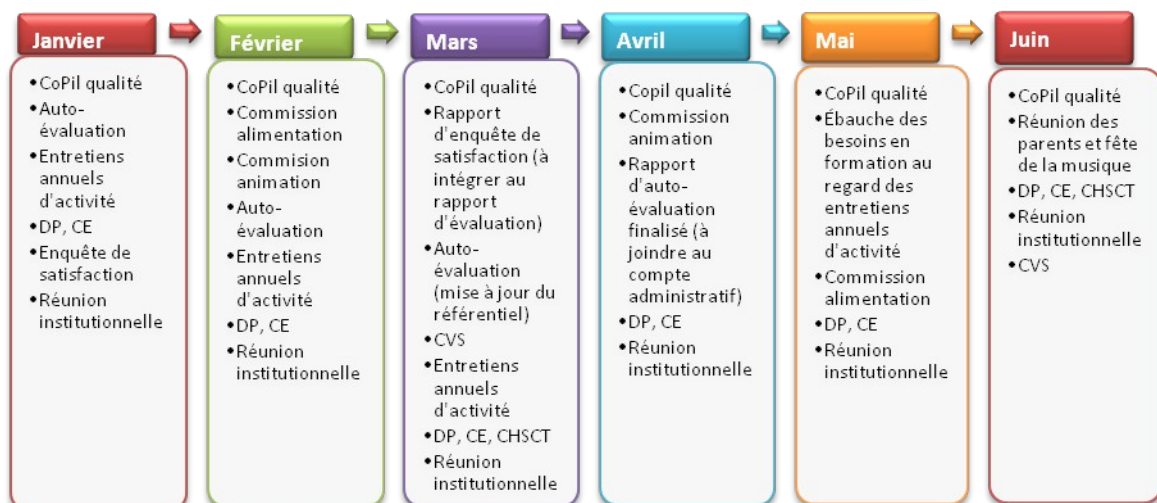 Janvier
•CoPil qualité
•Auto-
évaluation
•Entretiens
annuels
d'activité
•DP, CE
•Enquête de
satisfaction
•Réunion
institutionnelle
Février
•CoPil qualité
•Commission
alimentation
•Commision
animation
•Auto-
évaluation
•Entretiens
annuels
d'activité
•DP, CE
•Réunion
institutionnelle
Mars
•CoPil qualité
•Rapport
d'enquête de
satisfaction (à
intégrer au
rapport
d'évaluation)
•Auto-
évaluation
(mise à jour du
référentiel)
•CVS
•Entretiens
annuels
d'activité
•DP, CE, CHSCT
•Réunion
institutionnelle
Avril
•Copil qualité
•Commission
animation
•Rapport
d'auto-
évaluation
finalisé (à
joindre au
compte
administratif)
•DP, CE
•Réunion
institutionnelle
Mai
•CoPil qualité
•Ébauche des
besoins en
formation au
regard des
entretiens
annuels
d'activité
•Commission
alimentation
•DP, CE
•Réunion
institutionnelle
Juin
•CoPil qualité
•Réunion des
parents et fête
de la musique
•DP, CE, CHSCT
•Réunion
institutionnelle
•CVS